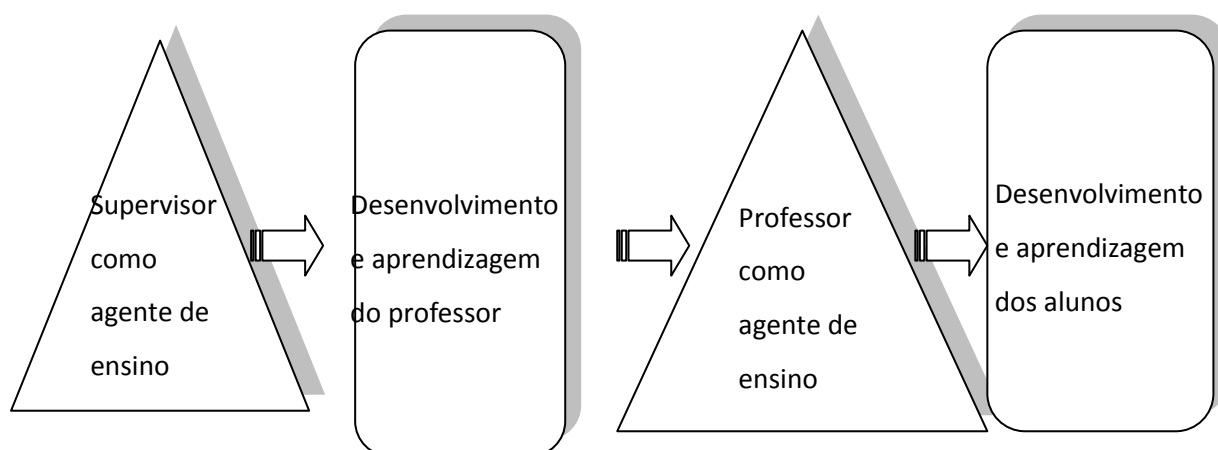 Supervisor
como
agente de
ensino
Desenvolvimento
e aprendizagem
do professor
Professor
como
agente de
ensino
Desenvolvimento
e aprendizagem
dos alunos